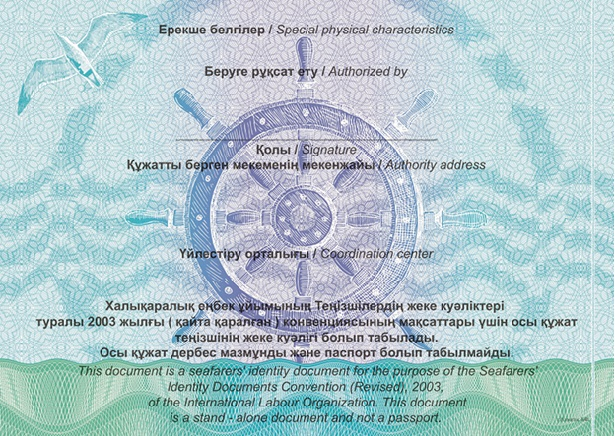 Ерекше белгілер / Special physical characteristics
Беруге рұқсат ету / Authorized by
Қолы / Signature
Құжатты берген мекеменің мекенжайы / Authority address
Үйлестіру орталығы / Coordination center
Халықаралық еңбек ұйымының Теңізшілердің жеке куәліктері
туралы 2003 жылғы ( қайта қаралған ) конвенциясының мақсаттары үшін осы құжат
теңізшінің жеке куәлігі болып табылады.
Осы құжат дербес мазмұнды және паспорт болып табылмайды
This document is a seafarers' identity document for the purpose of the Seafarers'
Identity Documents Convention (Revised), 2003,
of the International Labour Organization. This document
is a stand - alone document and not a passport.